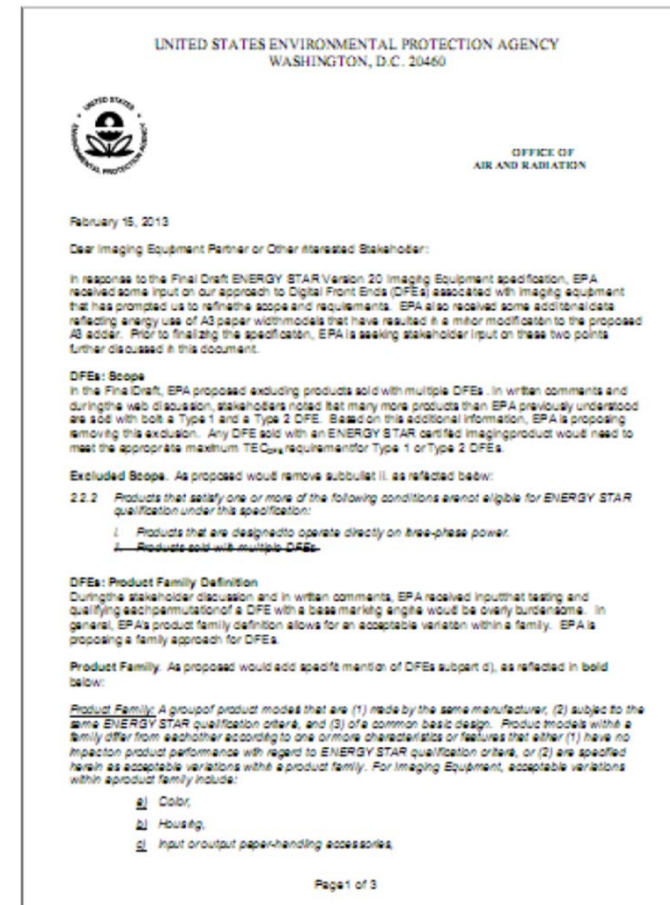 UNITED STATES ENVIRONMENTAL PROTECTION AGENCY
WASHINGTON, D.C. 20460
UNITED STATES
ENVIRONMENTAL PROTECTION AGENCY
OFFICE OF
AIR AND RADIATION
February 15, 2013
Dear Imaging Equipment Partner or Other Interested Stakeholder:
In response to the Final Draft ENERGY STAR Version 2.0 Imaging Equipment specification, EPA
received some input on our approach to Digital Front Ends (DFEs) associated with imaging equipment
that has prompted us to refine the scope and requirements. EPA also received some additional data
reflecting energy use of A3 paper width models that have resulted in a minor modification to the proposed
A3 adder. Prior to finalizing the specification, EPA is seeking stakeholder input on these two points
further discussed in this document.
DFEs: Scope
In the Final Draft, EPA proposed excluding products sold with multiple DFEs. In written comments and
during the web discussion, stakeholders noted that many more products than EPA previously understood
are sold with both a Type 1 and a Type 2 DFE. Based on this additional information, EPA is proposing
removing this exclusion. Any DFE sold with an ENERGY STAR certified imaging product would need to
meet the appropriate maximum TEC_DFE requirement for Type 1 or Type 2 DFEs.
Excluded Scope. As proposed would remove subbullet ii. as reflected below:
2.2.2 Products that satisfy one or more of the following conditions are not eligible for ENERGY STAR
qualification under this specification:
i. Products that are designed to operate directly on three-phase power.
ii. Products sold with multiple DFEs.
DFEs: Product Family Definition
During the stakeholder discussion and in written comments, EPA received input that testing and
qualifying each permutation of a DFE with a base marking engine would be overly burdensome. In
general, EPA's product family definition allows for an acceptable variation within a family. EPA is
proposing a family approach for DFEs.
Product Family. As proposed would add specific mention of DFEs subpart d), as reflected in bold
below:
Product Family: A group of product models that are (1) made by the same manufacturer, (2) subject to the
same ENERGY STAR qualification criteria, and (3) of a common basic design. Product models within a
family differ from each other according to one or more characteristics or features that either (1) have no
impact on product performance with regard to ENERGY STAR qualification criteria, or (2) are specified
herein as acceptable variations within a product family. For Imaging Equipment, acceptable variations
within a product family include:
a) Color,
b) Housing,
c) Input or output paper-handling accessories,
Page 1 of 3